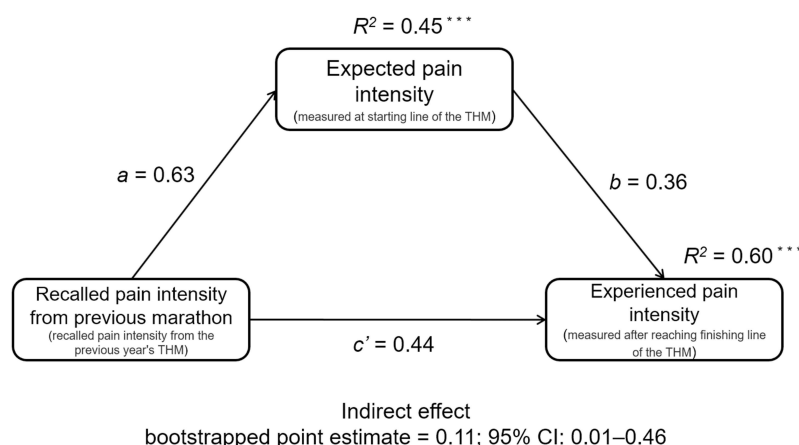 R² = 0.45***
Expected pain
intensity
(measured at starting line of the THM)
a = 0.63
b = 0.36
R² = 0.60***
Recalled pain intensity
from previous marathon
(recalled pain intensity from the
previous year's THM)
Experienced pain
intensity
(measured after reaching finishing line
of the THM)
c’ = 0.44
Indirect effect
bootstrapped point estimate = 0.11; 95% CI: 0.01–0.46